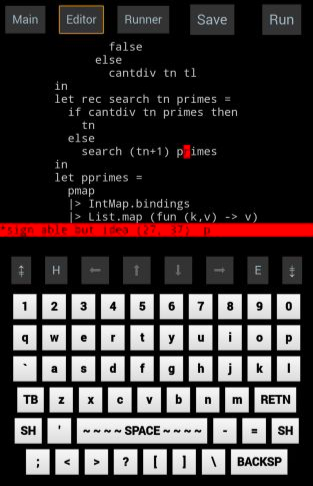 Main Editor Runner Save Run
false
else
cantdiv tn tl
in
let rec search tn primes =
if cantdiv tn primes then
tn
else
search (tn+1) primes
in
let pprimes =
pmap
|> IntMap.bindings
|> List.map (fun (k,v) -> v)
*sign able but idea (27, 37) p
⇞ H ← ↑ ↓ → E ⇟
1 2 3 4 5 6 7 8 9 0
q w e r t y u i o p
` a s d f g h j k l
TB z x c v b n m RETN
SH ' ~ ~ ~ ~ SPACE ~ ~ ~ ~ - = SH
; < > ? [ ] \ BACKSP